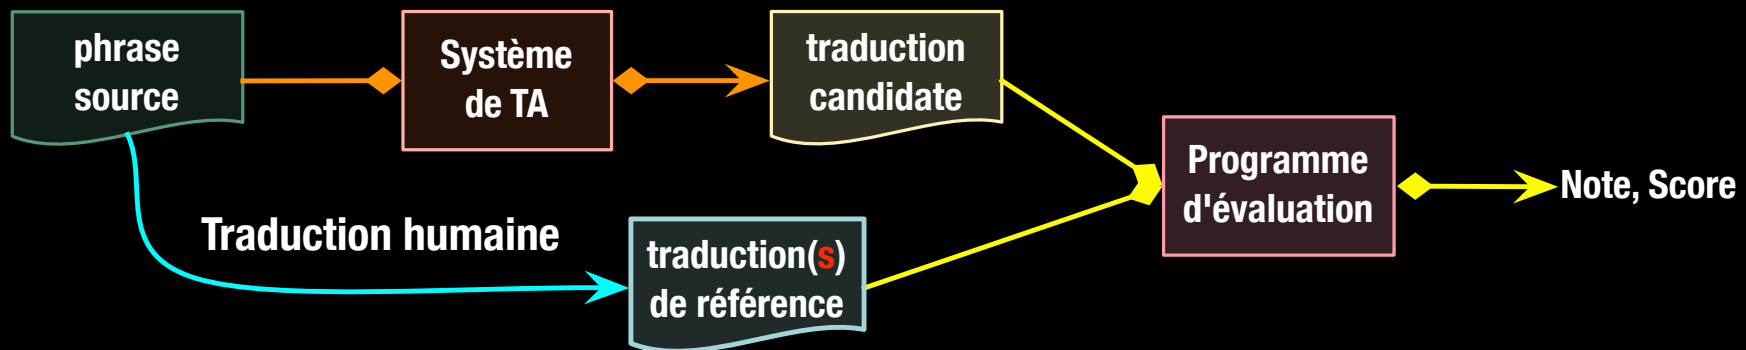 phrase
source
Système
de TA
traduction
candidate
Programme
d'évaluation
Note, Score
Traduction humaine
traduction(s)
de référence